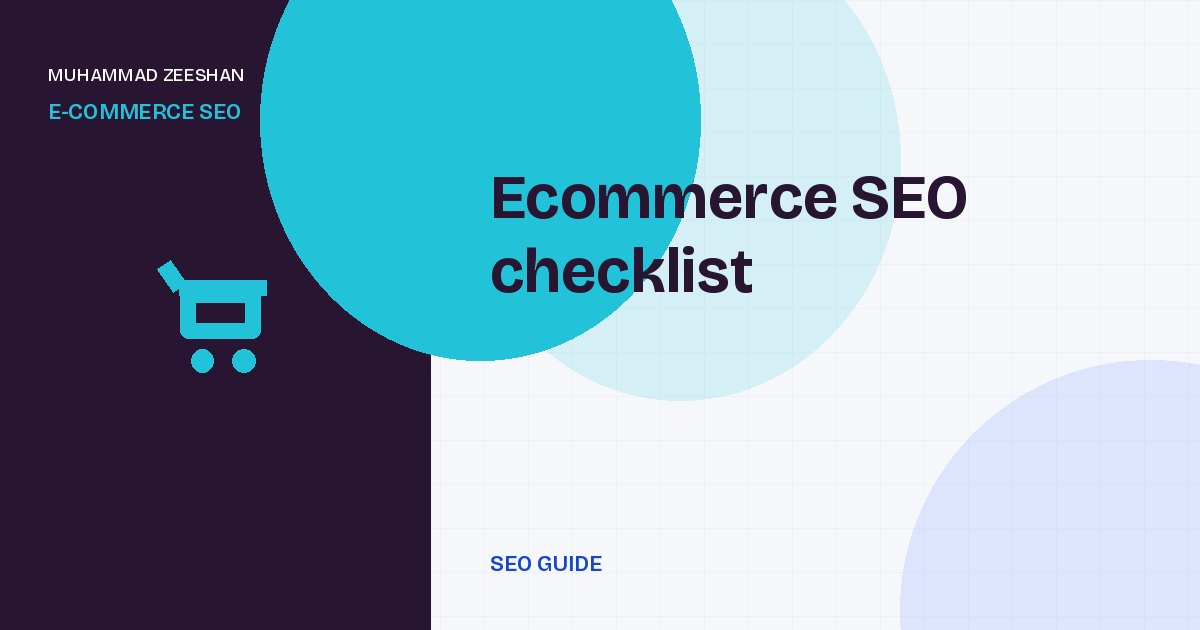 MUHAMMAD ZEESHAN
E-COMMERCE SEO
Ecommerce SEO
checklist
SEO GUIDE